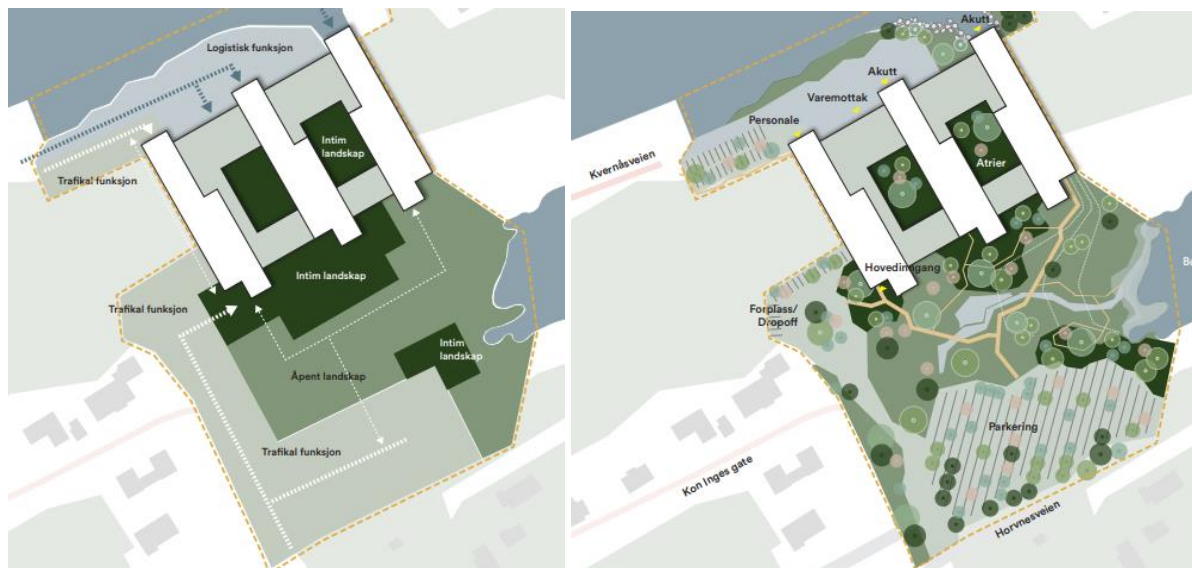 Logistisk funksjon
Trafikal funksjon
Intim
landskap
Intim landskap
Trafikal funksjon
Intim
landskap
Åpent landskap
Trafikal funksjon
Akutt
Akutt
Varemottak
Personale
Kvernåsveien
Atrier
Hovedinngang
Forplass/
Dropoff
Parkering
Kon Inges gate
Horvnesveien